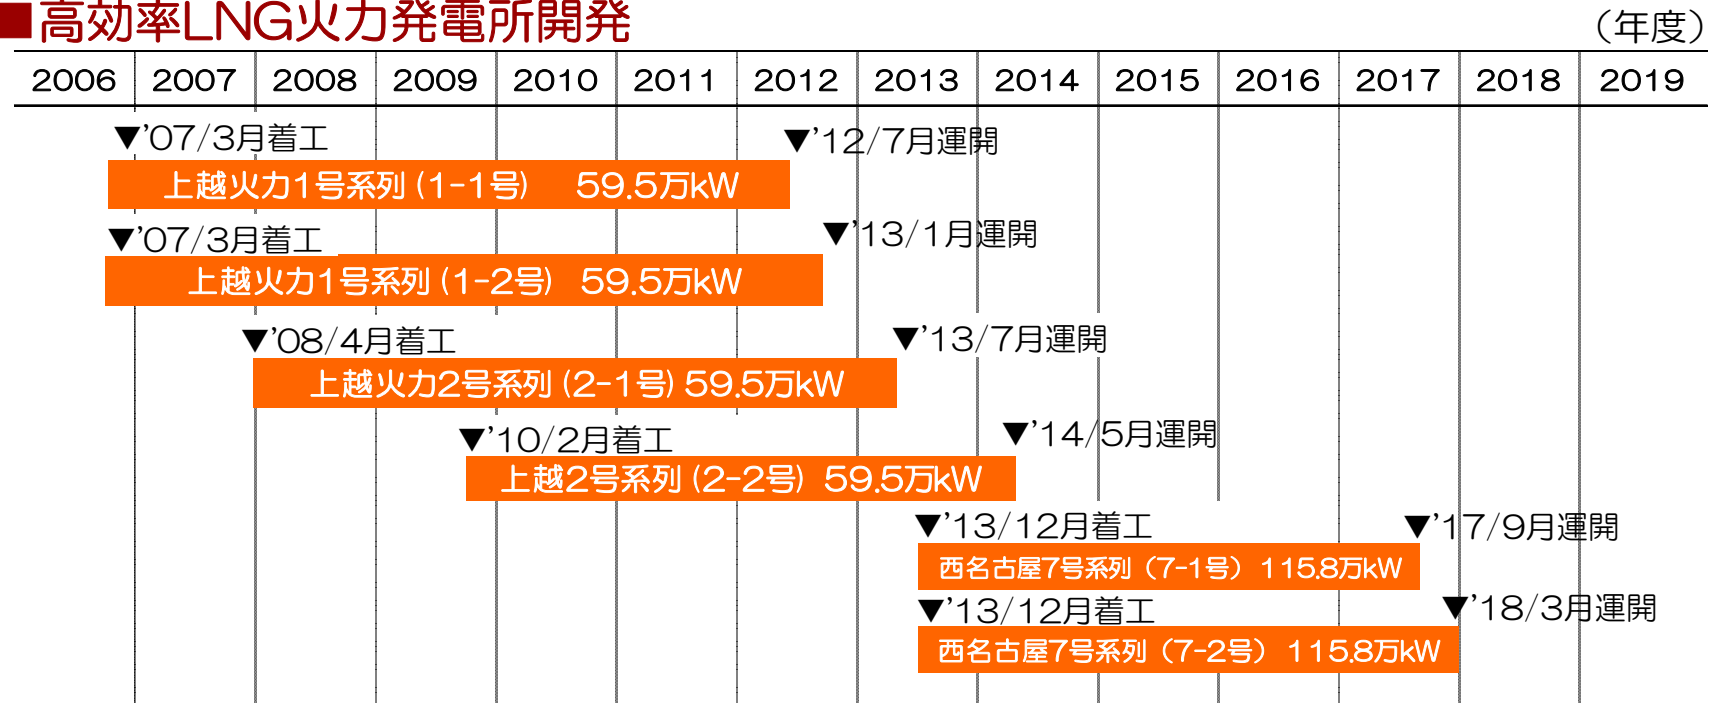 ■高効率LNG火力発電所開発
（年度）
2006 2007 2008 2009 2010 2011 2012 2013 2014 2015 2016 2017 2018 2019
▼’07/3月着工
▼’12/7月運開
上越火力1号系列 (1-1号) 59.5万kW
▼’07/3月着工
▼’13/1月運開
上越火力1号系列 (1-2号) 59.5万kW
▼’08/4月着工
▼’13/7月運開
上越火力2号系列 (2-1号) 59.5万kW
▼’10/2月着工
▼’14/5月運開
上越2号系列 (2-2号) 59.5万kW
▼’13/12月着工
▼’17/9月運開
西名古屋7号系列（7-1号） 115.8万kW
▼’13/12月着工
▼’18/3月運開
西名古屋7号系列（7-2号） 115.8万kW